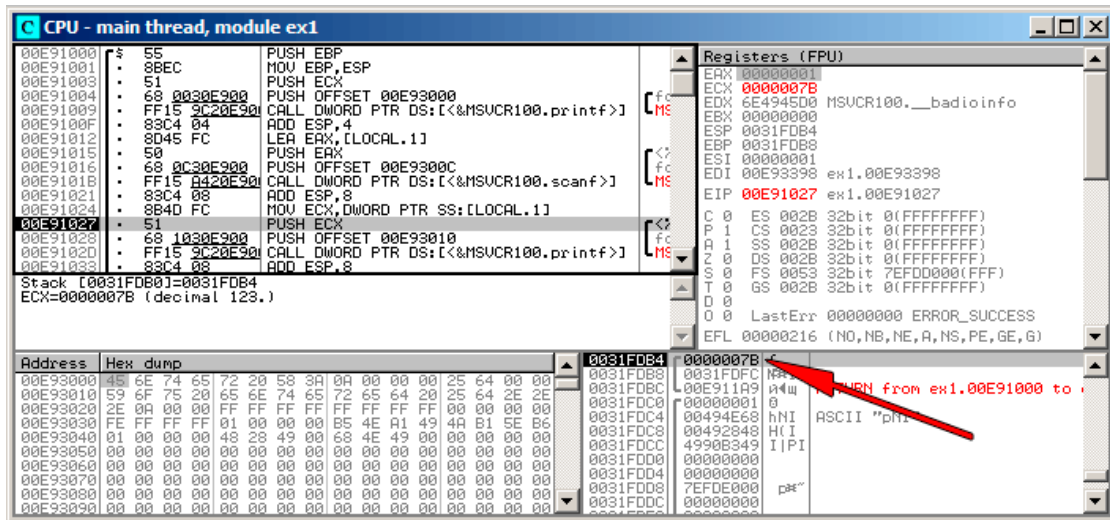 CPU - main thread, module ex1
00E91000 $ 55 PUSH EBP
00E91001 . 8BEC MOV EBP,ESP
00E91003 . 51 PUSH ECX
00E91004 . 68 0030E900 PUSH OFFSET 00E93000
00E91009 . FF15 9C20E90 CALL DWORD PTR DS:[<&MSVCR100.printf>]
00E9100F . 83C4 04 ADD ESP,4
00E91012 . 8D45 FC LEA EAX,[LOCAL.1]
00E91015 . 50 PUSH EAX
00E91016 . 68 0C30E900 PUSH OFFSET 00E9300C
00E9101B . FF15 A420E90 CALL DWORD PTR DS:[<&MSVCR100.scanf>]
00E91021 . 83C4 08 ADD ESP,8
00E91024 . 8B4D FC MOV ECX,DWORD PTR SS:[LOCAL.1]
00E91027 . 51 PUSH ECX
00E91028 . 68 1030E900 PUSH OFFSET 00E93010
00E9102D . FF15 9C20E90 CALL DWORD PTR DS:[<&MSVCR100.printf>]
00E91033 . 83C4 08 ADD ESP,8
Stack [0031FDB0]=0031FDB4
ECX=0000007B (decimal 123.)
Registers (FPU)
EAX 00000001
ECX 0000007B
EDX 6E4945D0 MSVCR100.__badioinfo
EBX 00000000
ESP 0031FDB4
EBP 0031FDB8
ESI 00000001
EDI 00E93398 ex1.00E93398
EIP 00E91027 ex1.00E91027
C 0 ES 002B 32bit 0(FFFFFFFF)
P 1 CS 0023 32bit 0(FFFFFFFF)
A 1 SS 002B 32bit 0(FFFFFFFF)
Z 0 DS 002B 32bit 0(FFFFFFFF)
S 0 FS 0053 32bit 7EFDD000(FFF)
T 0 GS 002B 32bit 0(FFFFFFFF)
D 0
O 0 LastErr 00000000 ERROR_SUCCESS
EFL 00000216 (NO,NB,NE,A,NS,PE,GE,G)
Address Hex dump
00E93000 45 6E 74 65 72 20 58 3A 0A 00 00 00 25 64 00 00
00E93010 59 6F 75 20 65 6E 74 65 72 65 64 20 25 64 2E 2E
00E93020 2E 0A 00 00 FF FF FF FF FF FF FF FF 00 00 00 00
00E93030 FE FF FF FF 01 00 00 00 B5 4E A1 49 4A B1 5E B6
00E93040 01 00 00 00 48 28 49 00 68 4E 49 00 00 00 00 00
00E93050 00 00 00 00 00 00 00 00 00 00 00 00 00 00 00 00
00E93060 00 00 00 00 00 00 00 00 00 00 00 00 00 00 00 00
00E93070 00 00 00 00 00 00 00 00 00 00 00 00 00 00 00 00
00E93080 00 00 00 00 00 00 00 00 00 00 00 00 00 00 00 00
00E93090 00 00 00 00 00 00 00 00 00 00 00 00 00 00 00 00
0031FDB4 0000007B {
0031FDB8 0031FDFC
0031FDBC 00E911A9 RETURN from ex1.00E91000 to
0031FDC0 00000001
0031FDC4 00494E68 hNI ASCII "pNI"
0031FDC8 00492848 H(I
0031FDCC 4990B349
0031FDD0 00000000
0031FDD4 00000000
0031FDD8 7EFDE000
0031FDDC 00000000